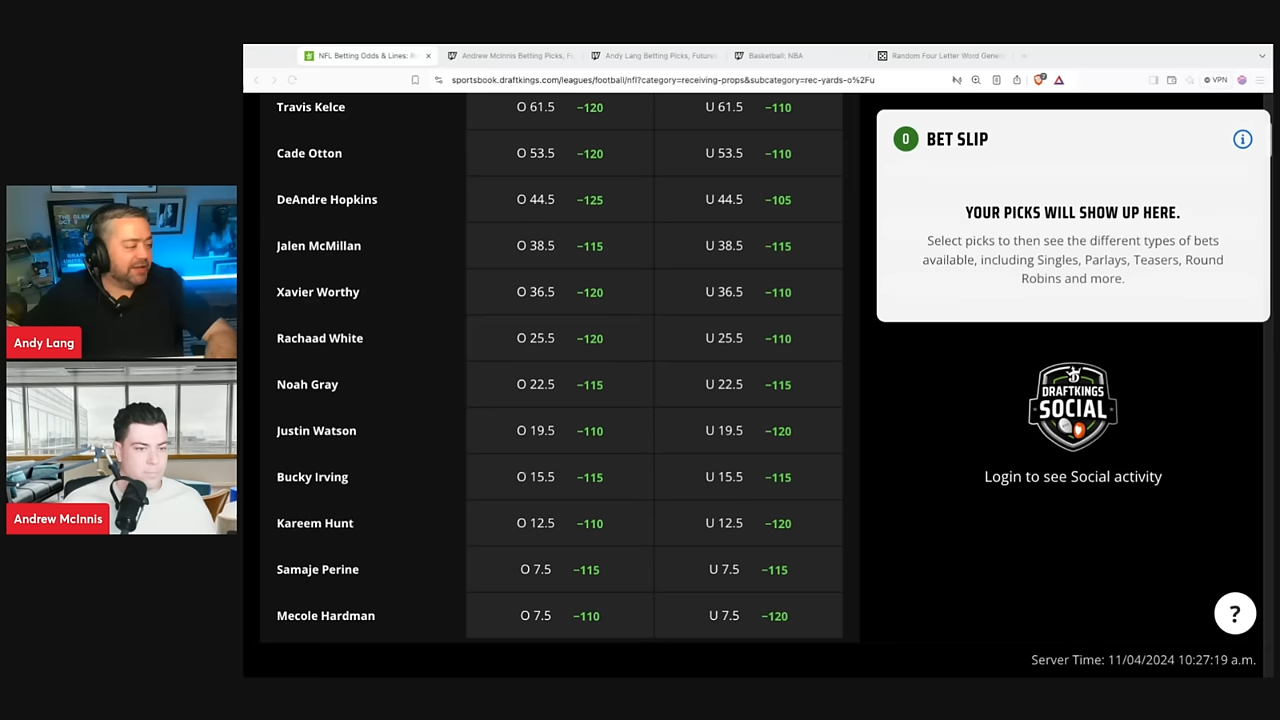 NFL Betting Odds & Lines:
Andrew McInnis Betting Picks,
Andy Lang Betting Picks, Future
Basketball: NBA
Random Four Letter Word Gene
sportsbook.draftkings.com/leagues/football/nfl?category=receiving-props&subcategory=rec-yards-o%2Fu
VPN
Travis Kelce O 61.5 −120 U 61.5 −110
Cade Otton O 53.5 −120 U 53.5 −110
DeAndre Hopkins O 44.5 −125 U 44.5 −105
Jalen McMillan O 38.5 −115 U 38.5 −115
Xavier Worthy O 36.5 −120 U 36.5 −110
Rachaad White O 25.5 −120 U 25.5 −110
Noah Gray O 22.5 −115 U 22.5 −115
Justin Watson O 19.5 −110 U 19.5 −120
Bucky Irving O 15.5 −115 U 15.5 −115
Kareem Hunt O 12.5 −110 U 12.5 −120
Samaje Perine O 7.5 −115 U 7.5 −115
Mecole Hardman O 7.5 −110 U 7.5 −120
0 BET SLIP
YOUR PICKS WILL SHOW UP HERE.
Select picks to then see the different types of bets
available, including Singles, Parlays, Teasers, Round
Robins and more.
DRAFTKINGS
SOCIAL
Login to see Social activity
?
Server Time: 11/04/2024 10:27:19 a.m.
Andy Lang
Andrew McInnis